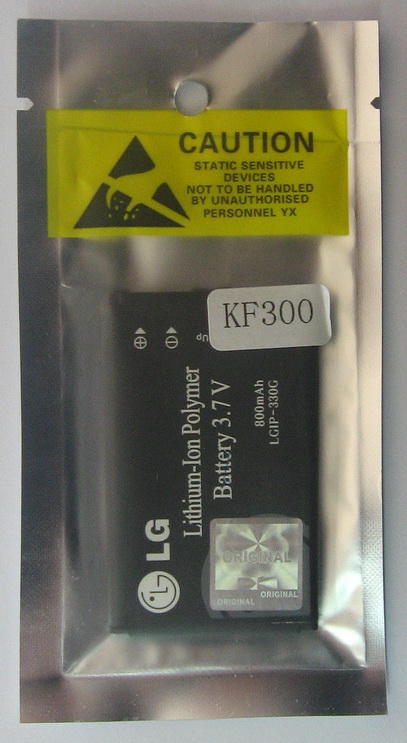 CAUTION
STATIC SENSITIVE
DEVICES
NOT TO BE HANDLED
BY UNAUTHORISED
PERSONNEL YX
KF300
Lithium-Ion Polymer
Battery 3.7 V
800mAh
LGIP-330G
LG
ORIGINAL
ORIGINAL
ORIGINAL